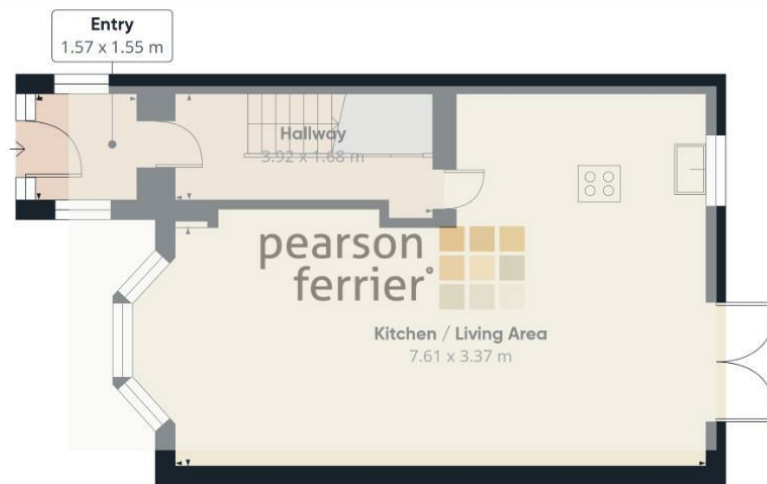 Entry
1.57 x 1.55 m
Hallway
3.92 x 1.68 m
pearson
ferrier
Kitchen / Living Area
7.61 x 3.37 m